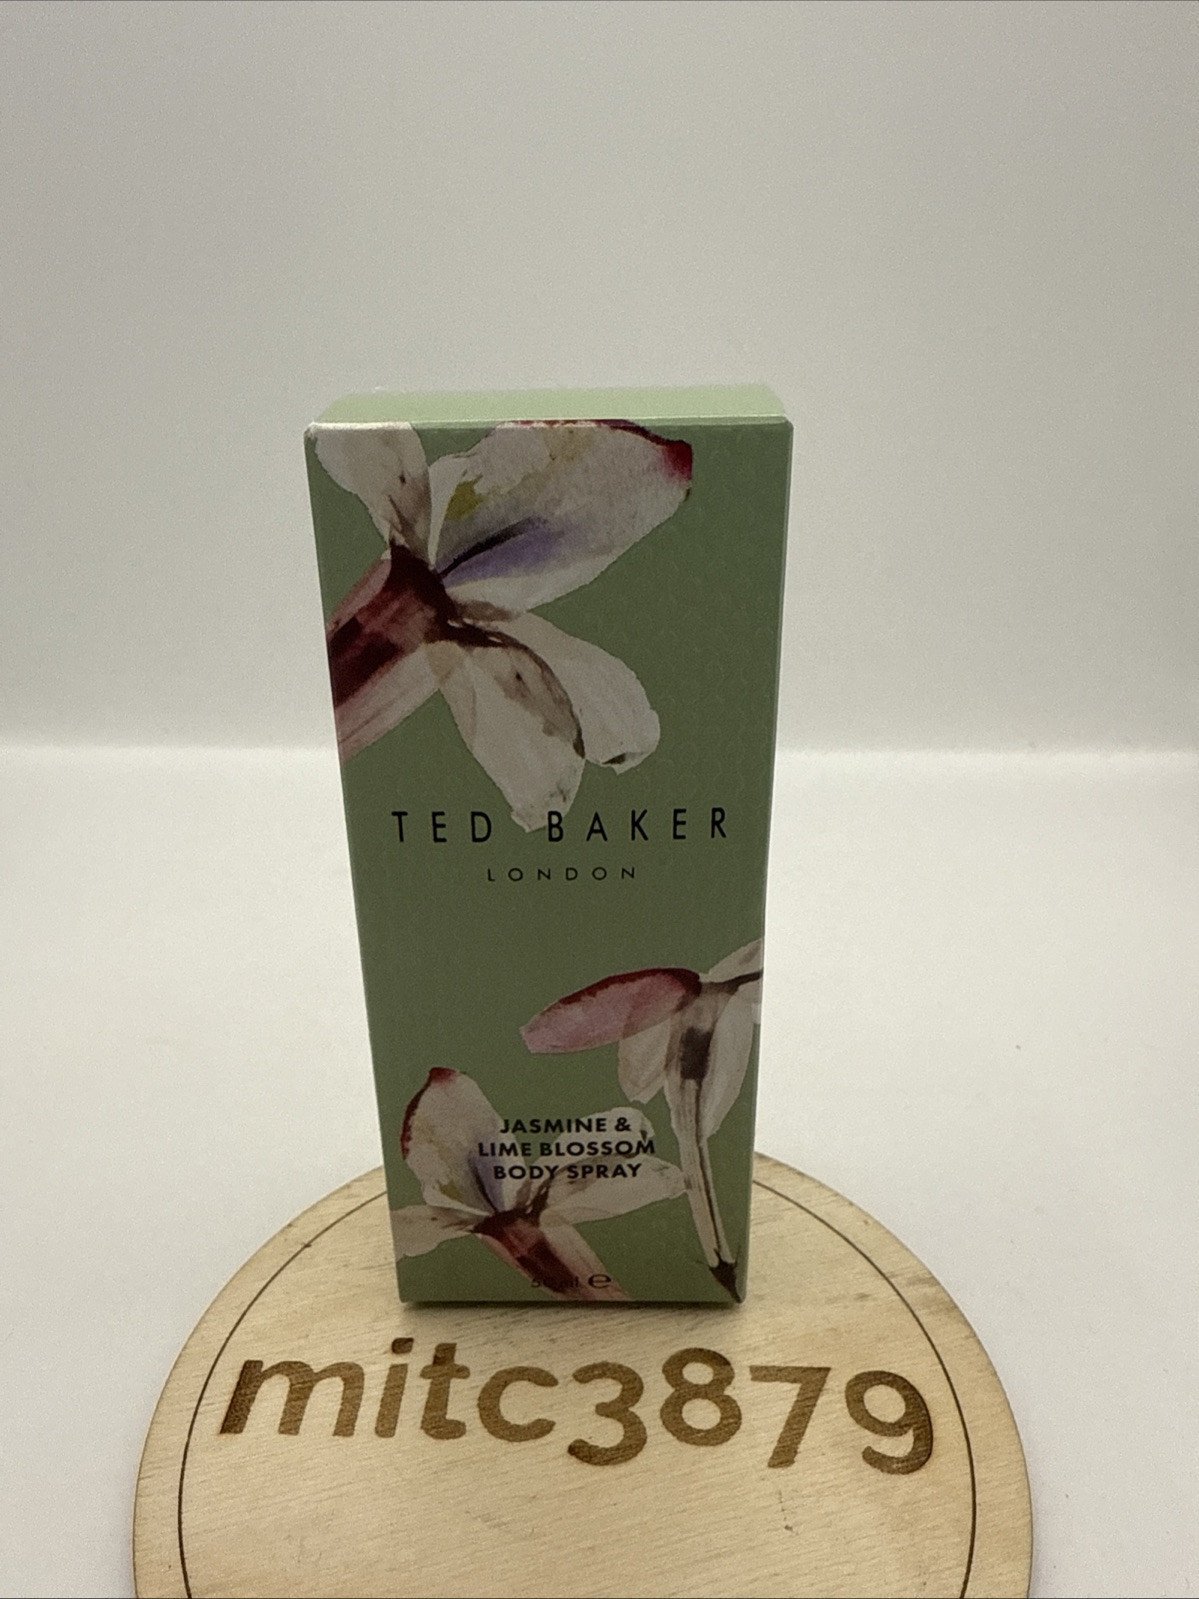 TED BAKER
LONDON
JASMINE &
LIME BLOSSOM
BODY SPRAY
℮
mitc3879